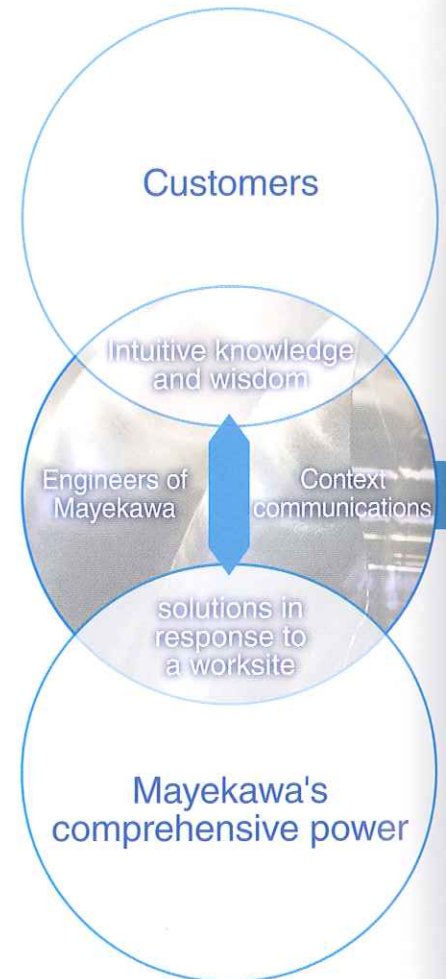 Customers
Intuitive knowledge
and wisdom
Engineers of
Mayekawa
Context
communications
solutions in
response to
a worksite
Mayekawa's
comprehensive power